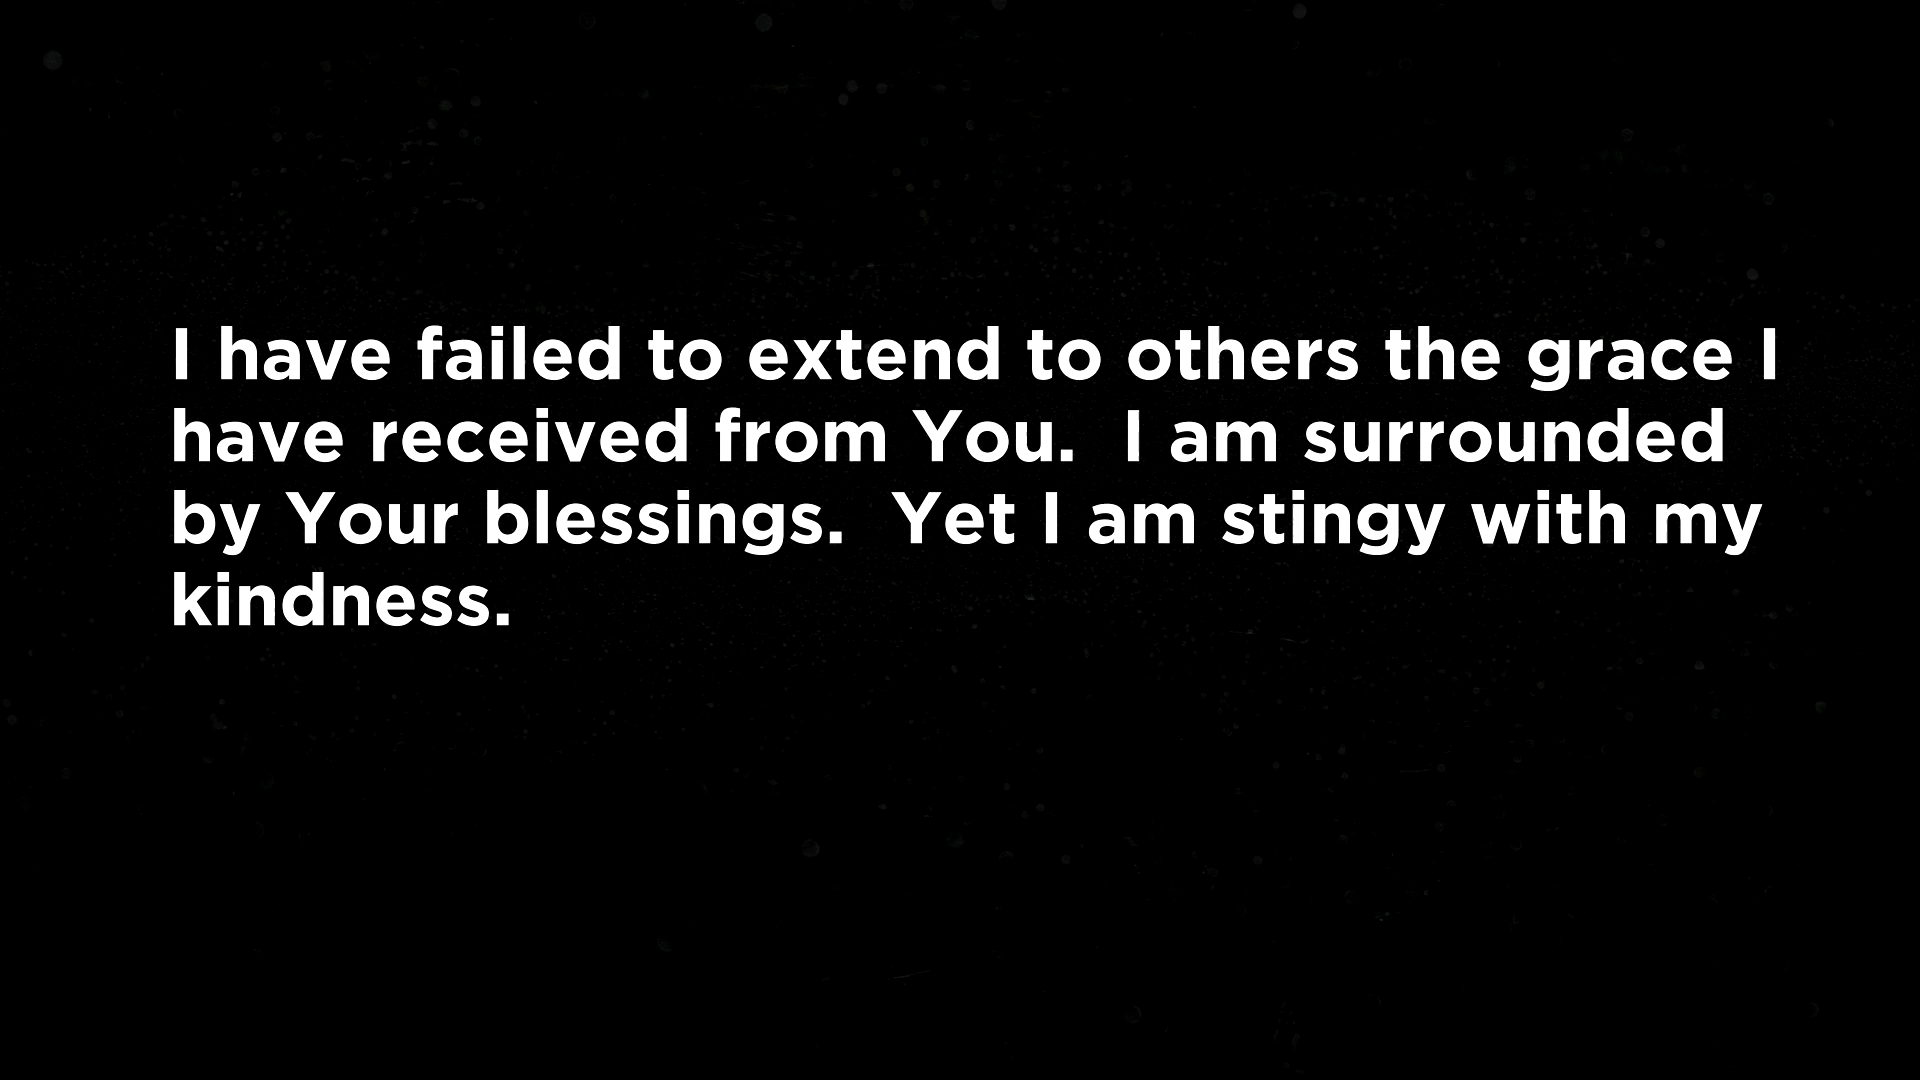 I have failed to extend to others the grace I
have received from You.  I am surrounded
by Your blessings.  Yet I am stingy with my
kindness.